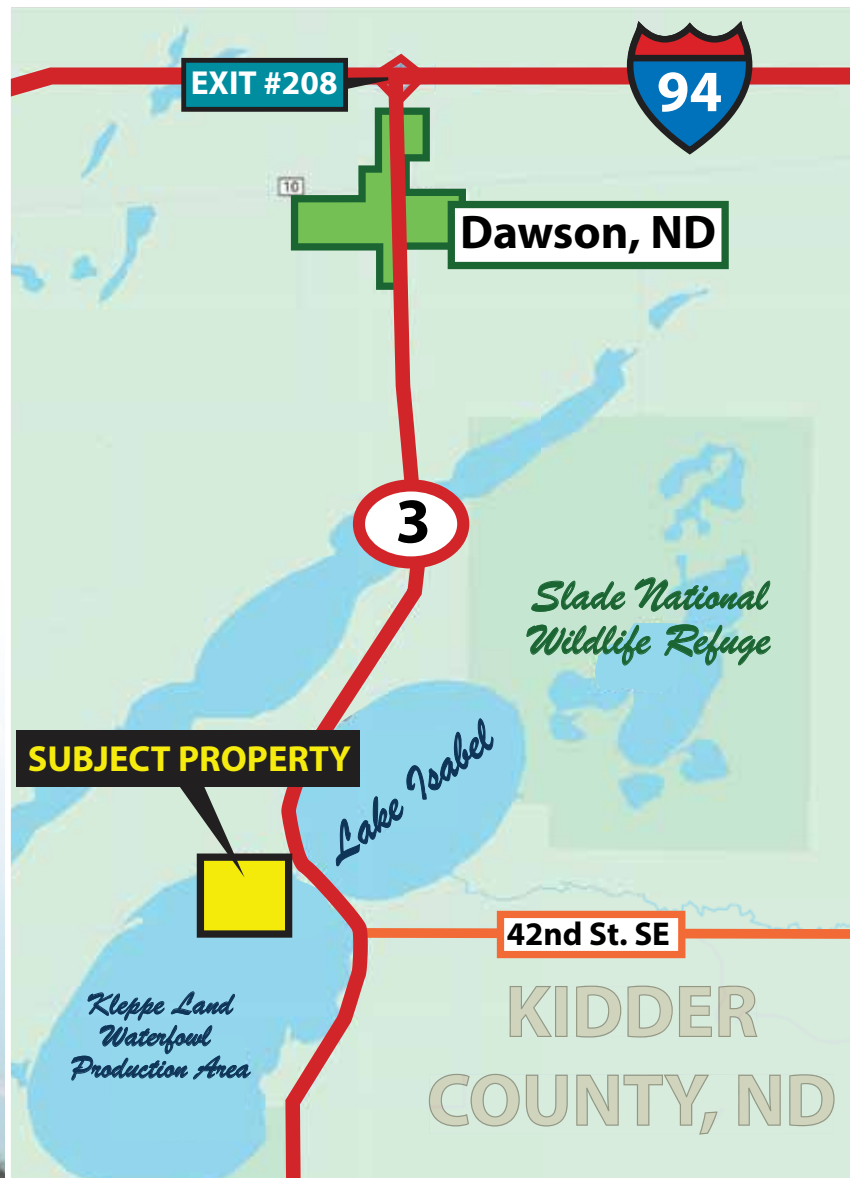 EXIT #208
94
10
Dawson, ND
3
Slade National
Wildlife Refuge
SUBJECT PROPERTY
Lake Isabel
42nd St. SE
Kleppe Land
Waterfowl
Production Area
KIDDER
COUNTY, ND